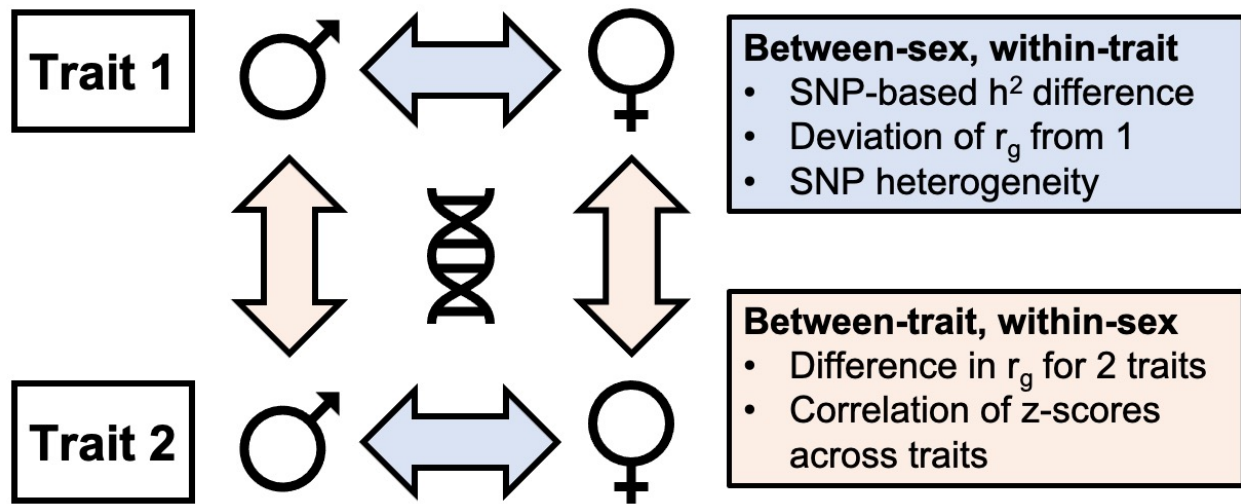 Trait 1
Between-sex, within-trait
• SNP-based h² difference
• Deviation of r_g from 1
• SNP heterogeneity
Between-trait, within-sex
• Difference in r_g for 2 traits
• Correlation of z-scores
across traits
Trait 2